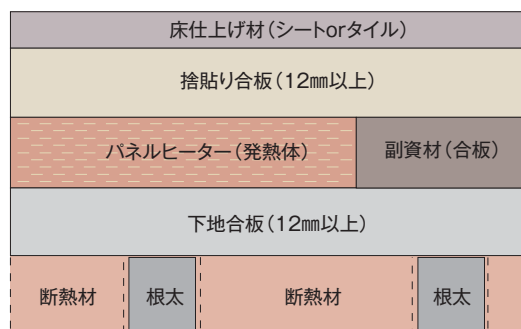 床仕上げ材（シートorタイル）
捨貼り合板（12㎜以上）
パネルヒーター（発熱体） 副資材（合板）
下地合板（12㎜以上）
断熱材 根太 断熱材 根太